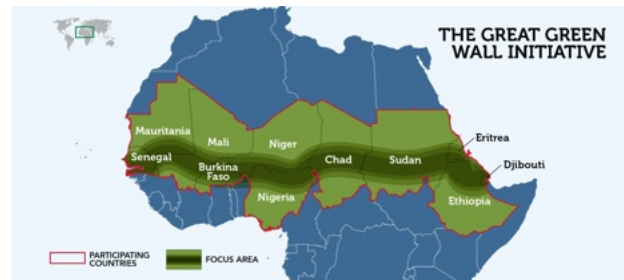 THE GREAT GREEN
WALL INITIATIVE
Mauritania
Mali
Niger
Eritrea
Senegal
Burkina
Faso
Chad
Sudan
Djibouti
Nigeria
Ethiopia
PARTICIPATING
COUNTRIES
FOCUS AREA